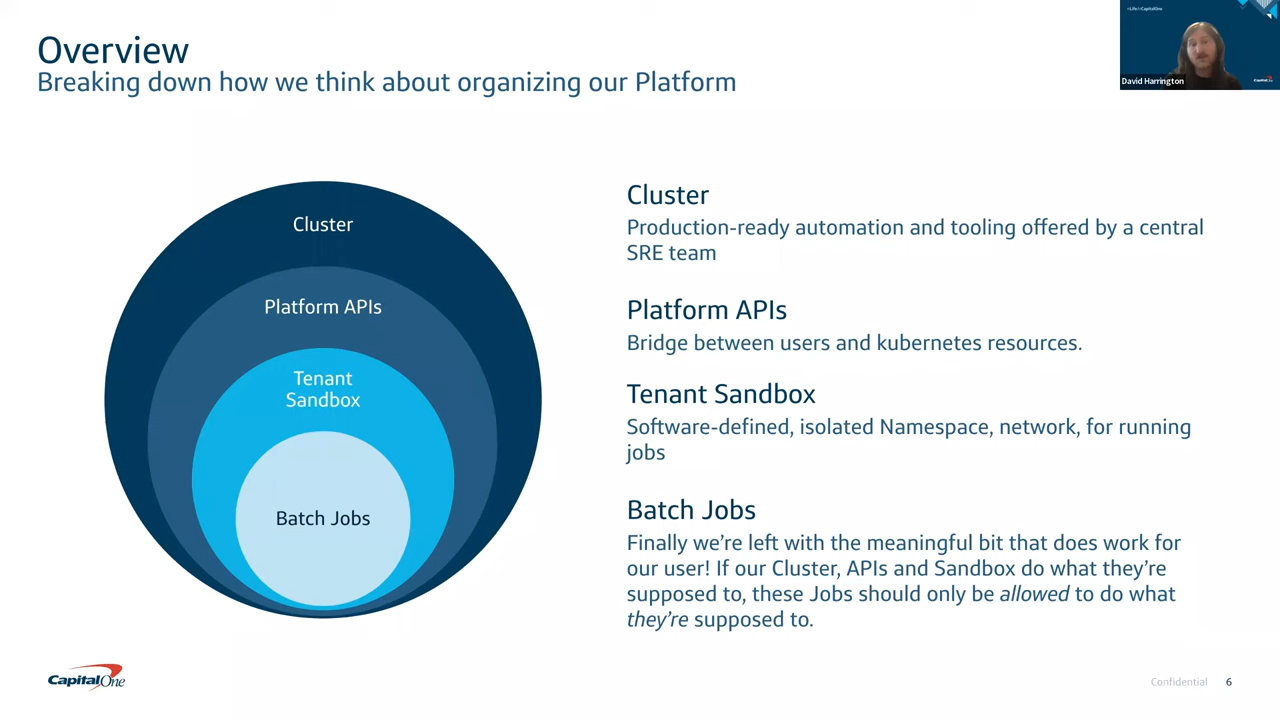 Overview
Breaking down how we think about organizing our Platform
#LifeAtCapitalOne
David Harrington
Cluster
Platform APIs
Tenant
Sandbox
Batch Jobs
Cluster
Production-ready automation and tooling offered by a central
SRE team
Platform APIs
Bridge between users and kubernetes resources.
Tenant Sandbox
Software-defined, isolated Namespace, network, for running
jobs
Batch Jobs
Finally we’re left with the meaningful bit that does work for
our user! If our Cluster, APIs and Sandbox do what they’re
supposed to, these Jobs should only be allowed to do what
they’re supposed to.
Capital One
Confidential 6